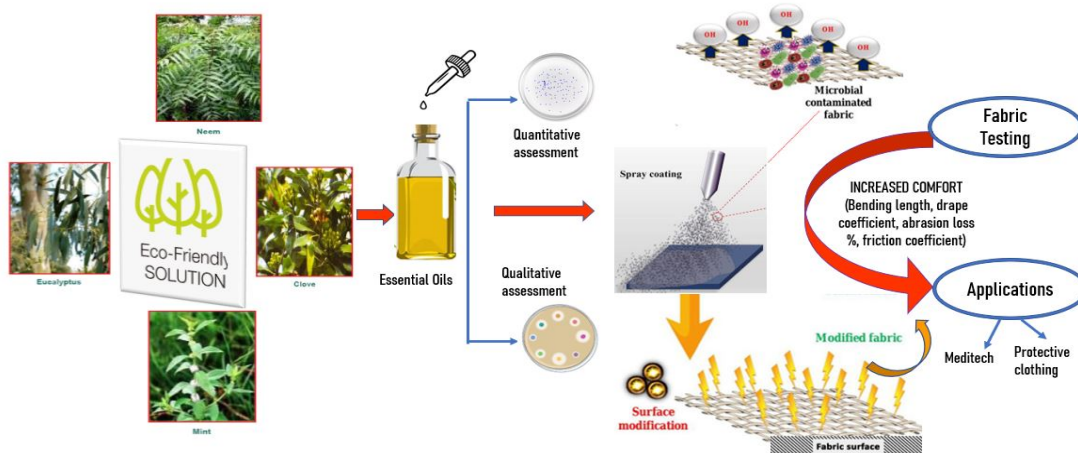 Neem
Eucalyptus
Eco-Friendly
SOLUTION
Clove
Mint
Essential Oils
Quantitative
assessment
Qualitative
assessment
Spray coating
OH
OH
OH
OH
OH
Microbial
contaminated
fabric
Surface
modification
Modified fabric
Fabric surface
Fabric
Testing
INCREASED COMFORT
(Bending length, drape
coefficient, abrasion loss
%, friction coefficient)
Applications
Meditech
Protective
clothing